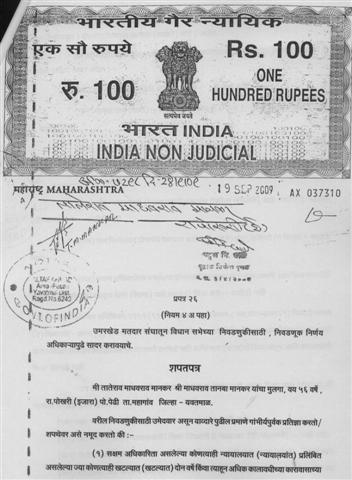 भारतीय गैर न्यायिक
एक सौ रुपये
Rs. 100
रु. 100
ONE
HUNDRED RUPEES
सत्यमेव जयते
भारत INDIA
INDIA NON JUDICIAL
महाराष्ट्र MAHARASHTRA
19 SEP 2009
AX 037310
प्रपत्र २६
(नियम ४ अ पहा)
उमरखेड मतदार संघातून विधान सभेच्या निवडणूकीसाठी , निवडणूक निर्णय
अधिकाऱ्यापुढे सादर करावयाचे.
शपतपत्र
मी तातेराव माधवराव मानकर श्री माधवराव तानबा मानकर यांचा मुलगा, वय ५६ वर्षे ,
रा.पोखरी (इजारा) पो.पेढी ता.महागांव जिल्हा – यवतमाळ.
वरील निवडणुकीसाठी उमेदवार असून याव्दारे पुढील प्रमाणे गांभीर्यपुर्वक प्रतिज्ञा करतो/
शपथेवर असे नमूद करतो की :–
(१) सक्षम अधिकारिता असलेल्या कोणत्याही न्यायालयात (न्यायालयांत) प्रलंबित
असलेल्या ज्या कोणत्याही खटल्यात (खटल्यात) दोन वर्षे किंवा त्याहून अधिक कालावधीच्या कारावासाच्या